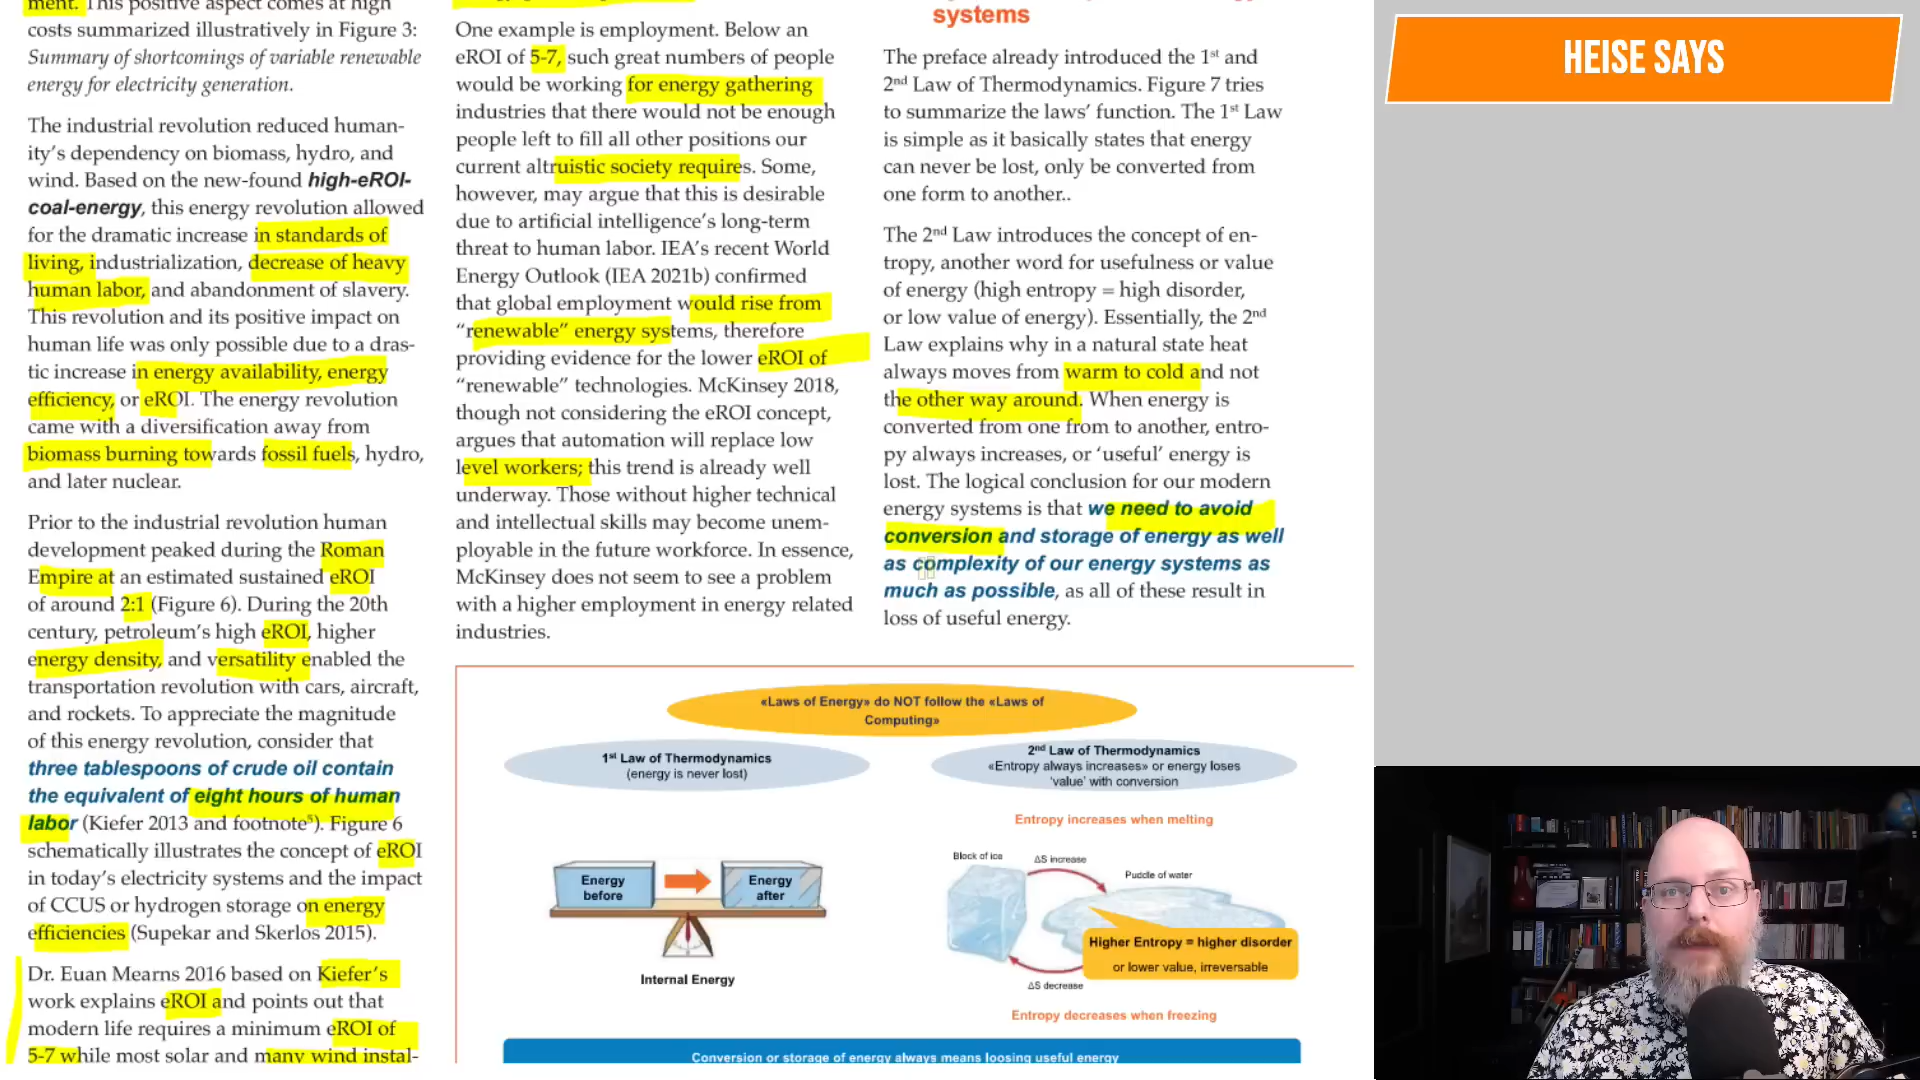 ment. This positive aspect comes at high
costs summarized illustratively in Figure 3:
Summary of shortcomings of variable renewable
energy for electricity generation.
The industrial revolution reduced human-
ity's dependency on biomass, hydro, and
wind. Based on the new-found high-eROI-
coal-energy, this energy revolution allowed
for the dramatic increase in standards of
living, industrialization, decrease of heavy
human labor, and abandonment of slavery.
This revolution and its positive impact on
human life was only possible due to a dras-
tic increase in energy availability, energy
efficiency, or eROI. The energy revolution
came with a diversification away from
biomass burning towards fossil fuels, hydro,
and later nuclear.
Prior to the industrial revolution human
development peaked during the Roman
Empire at an estimated sustained eROI
of around 2:1 (Figure 6). During the 20th
century, petroleum's high eROI, higher
energy density, and versatility enabled the
transportation revolution with cars, aircraft,
and rockets. To appreciate the magnitude
of this energy revolution, consider that
three tablespoons of crude oil contain
the equivalent of eight hours of human
labor (Kiefer 2013 and footnote⁵). Figure 6
schematically illustrates the concept of eROI
in today's electricity systems and the impact
of CCUS or hydrogen storage on energy
efficiencies (Supekar and Skerlos 2015).
Dr. Euan Mearns 2016 based on Kiefer's
work explains eROI and points out that
modern life requires a minimum eROI of
5-7 while most solar and many wind instal-
One example is employment. Below an
eROI of 5-7, such great numbers of people
would be working for energy gathering
industries that there would not be enough
people left to fill all other positions our
current altruistic society requires. Some,
however, may argue that this is desirable
due to artificial intelligence's long-term
threat to human labor. IEA's recent World
Energy Outlook (IEA 2021b) confirmed
that global employment would rise from
“renewable” energy systems, therefore
providing evidence for the lower eROI of
“renewable” technologies. McKinsey 2018,
though not considering the eROI concept,
argues that automation will replace low
level workers; this trend is already well
underway. Those without higher technical
and intellectual skills may become unem-
ployable in the future workforce. In essence,
McKinsey does not seem to see a problem
with a higher employment in energy related
industries.
systems
The preface already introduced the 1st and
2nd Law of Thermodynamics. Figure 7 tries
to summarize the laws' function. The 1st Law
is simple as it basically states that energy
can never be lost, only be converted from
one form to another..
The 2nd Law introduces the concept of en-
tropy, another word for usefulness or value
of energy (high entropy = high disorder,
or low value of energy). Essentially, the 2nd
Law explains why in a natural state heat
always moves from warm to cold and not
the other way around. When energy is
converted from one from to another, entro-
py always increases, or ‘useful’ energy is
lost. The logical conclusion for our modern
energy systems is that we need to avoid
conversion and storage of energy as well
as complexity of our energy systems as
much as possible, as all of these result in
loss of useful energy.
«Laws of Energy» do NOT follow the «Laws of
Computing»
1st Law of Thermodynamics
(energy is never lost)
Energy
before
Energy
after
Internal Energy
2nd Law of Thermodynamics
«Entropy always increases» or energy loses
‘value’ with conversion
Entropy increases when melting
Block of ice
ΔS increase
Puddle of water
Higher Entropy = higher disorder
or lower value, irreversable
ΔS decrease
Entropy decreases when freezing
Conversion or storage of energy always means loosing useful energy
HEISE SAYS